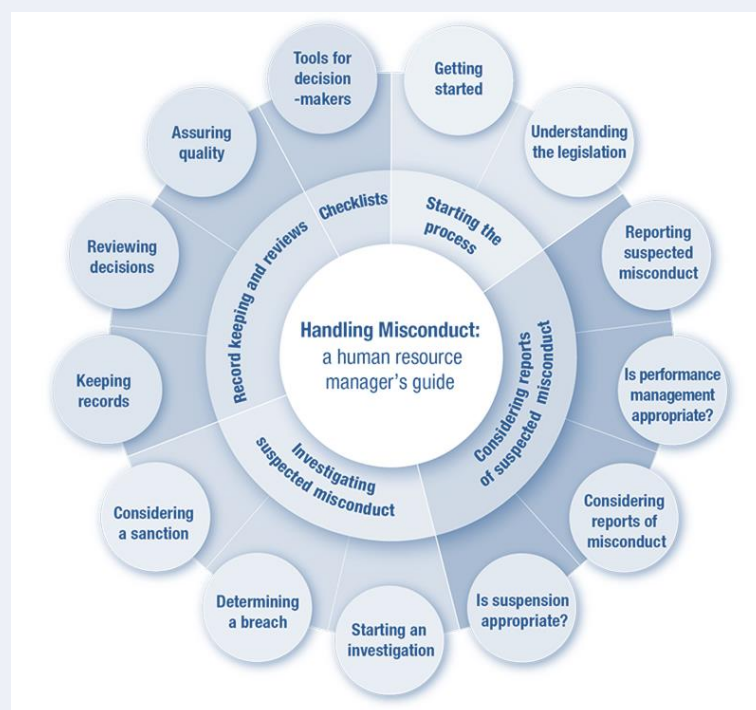 Handling Misconduct:
a human resource
manager's guide
Starting the
process
Getting
started
Understanding
the legislation
Considering reports
of suspected misconduct
Reporting
suspected
misconduct
Is performance
management
appropriate?
Considering
reports of
misconduct
Is suspension
appropriate?
Investigating
suspected misconduct
Starting an
investigation
Determining
a breach
Considering
a sanction
Record keeping and reviews
Keeping
records
Reviewing
decisions
Assuring
quality
Checklists
Tools for
decision
-makers